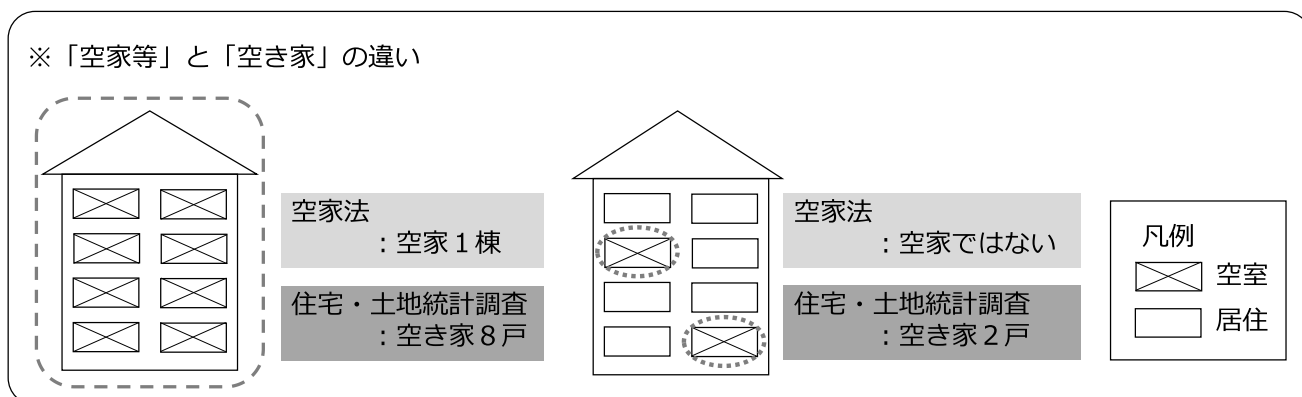 ※「空家等」と「空き家」の違い
空家法
：空家１棟
住宅・土地統計調査
：空き家８戸
空家法
：空家ではない
住宅・土地統計調査
：空き家２戸
凡例
空室
居住